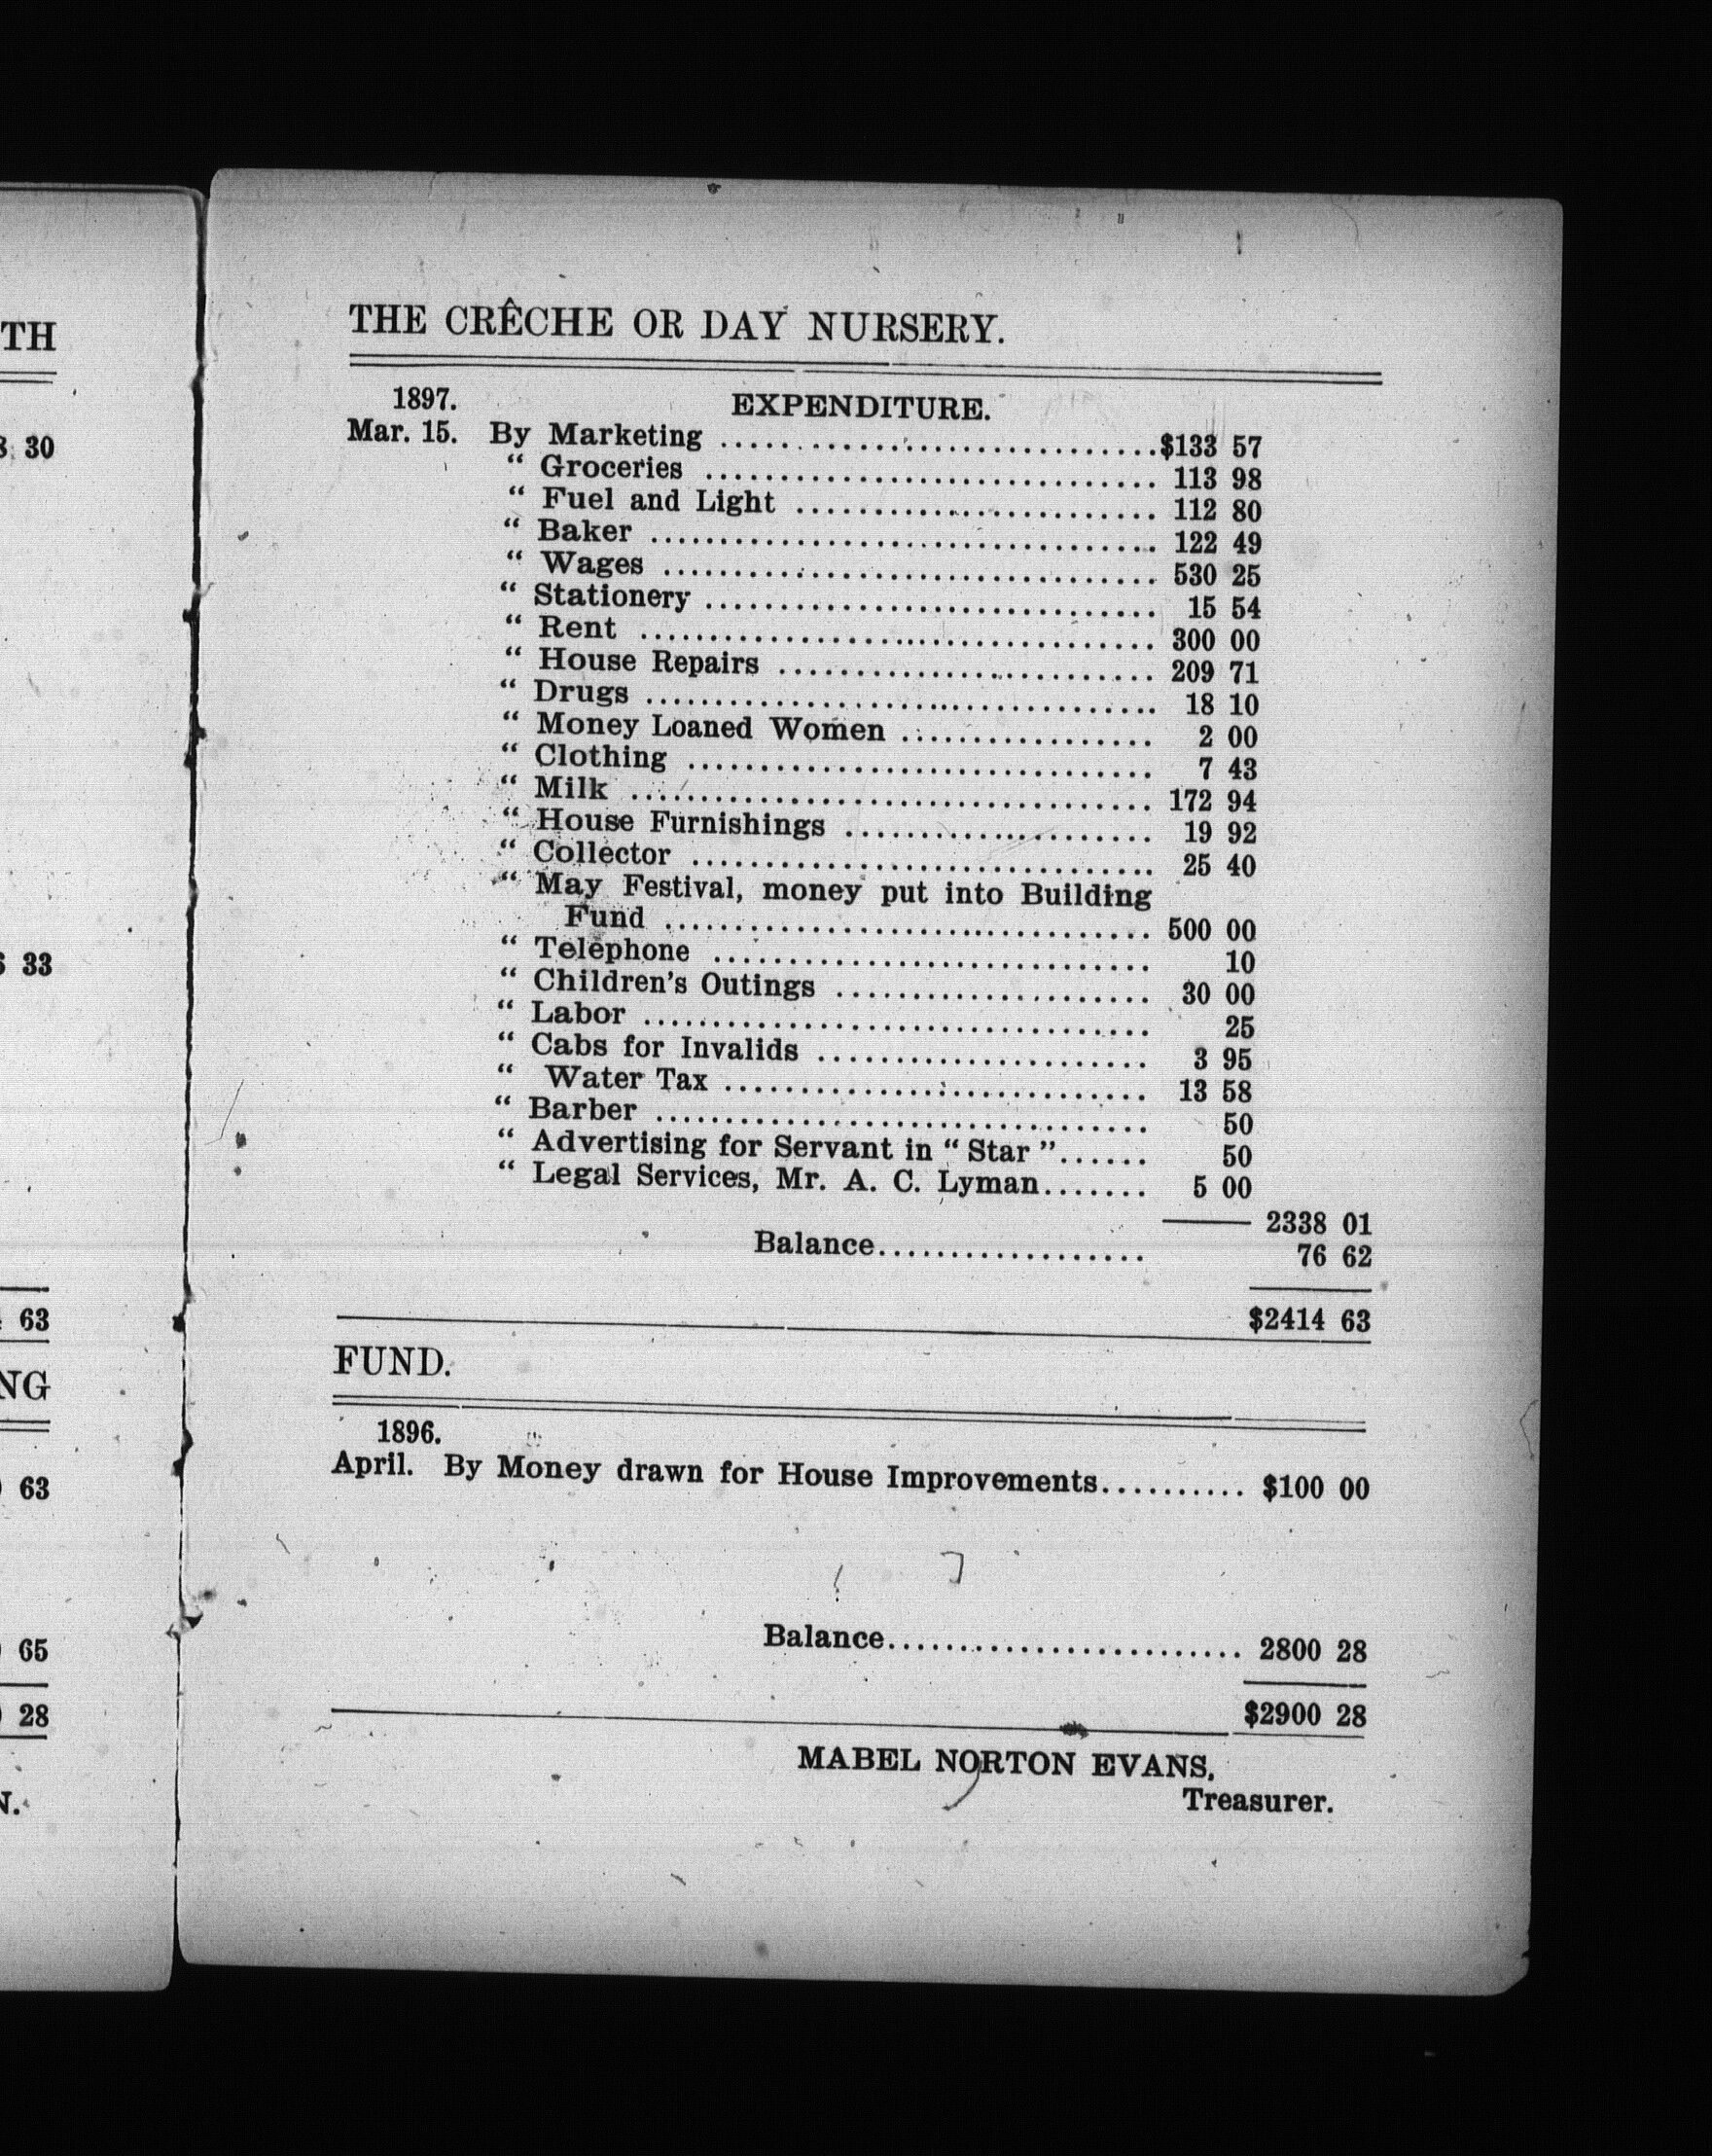 TH
30
33
63
NG
63
65
28
N.
THE CRÊCHE OR DAY NURSERY.
1897. EXPENDITURE.
Mar. 15. By Marketing ........................ $133 57
“ Groceries ........................ 113 98
“ Fuel and Light ........................ 112 80
“ Baker ........................ 122 49
“ Wages ........................ 530 25
“ Stationery ........................ 15 54
“ Rent ........................ 300 00
“ House Repairs ........................ 209 71
“ Drugs ........................ 18 10
“ Money Loaned Women ................ 2 00
“ Clothing ........................ 7 43
“ Milk ........................ 172 94
“ House Furnishings ................ 19 92
“ Collector ........................ 25 40
“ May Festival, money put into Building
Fund ........................ 500 00
“ Telephone ........................ 10
“ Children's Outings ................ 30 00
“ Labor ........................ 25
“ Cabs for Invalids ................ 3 95
“ Water Tax ........................ 13 58
“ Barber ........................ 50
“ Advertising for Servant in “ Star ”...... 50
“ Legal Services, Mr. A. C. Lyman....... 5 00
2338 01
Balance.................. 76 62
$2414 63
FUND.
1896.
April. By Money drawn for House Improvements.......... $100 00
Balance........................ 2800 28
$2900 28
MABEL NORTON EVANS,
Treasurer.